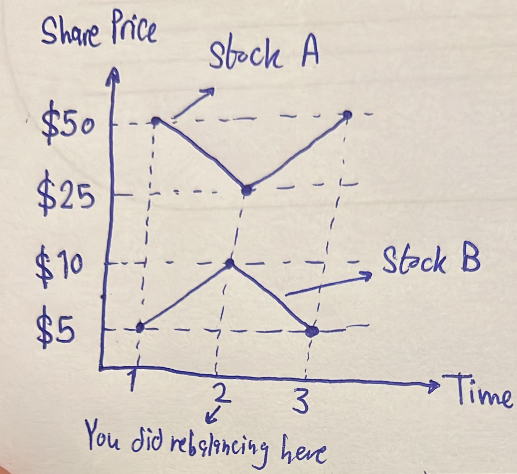 Share Price
Stock A
$50
$25
$10
Stock B
$5
1
2
3
Time
You did rebalancing here